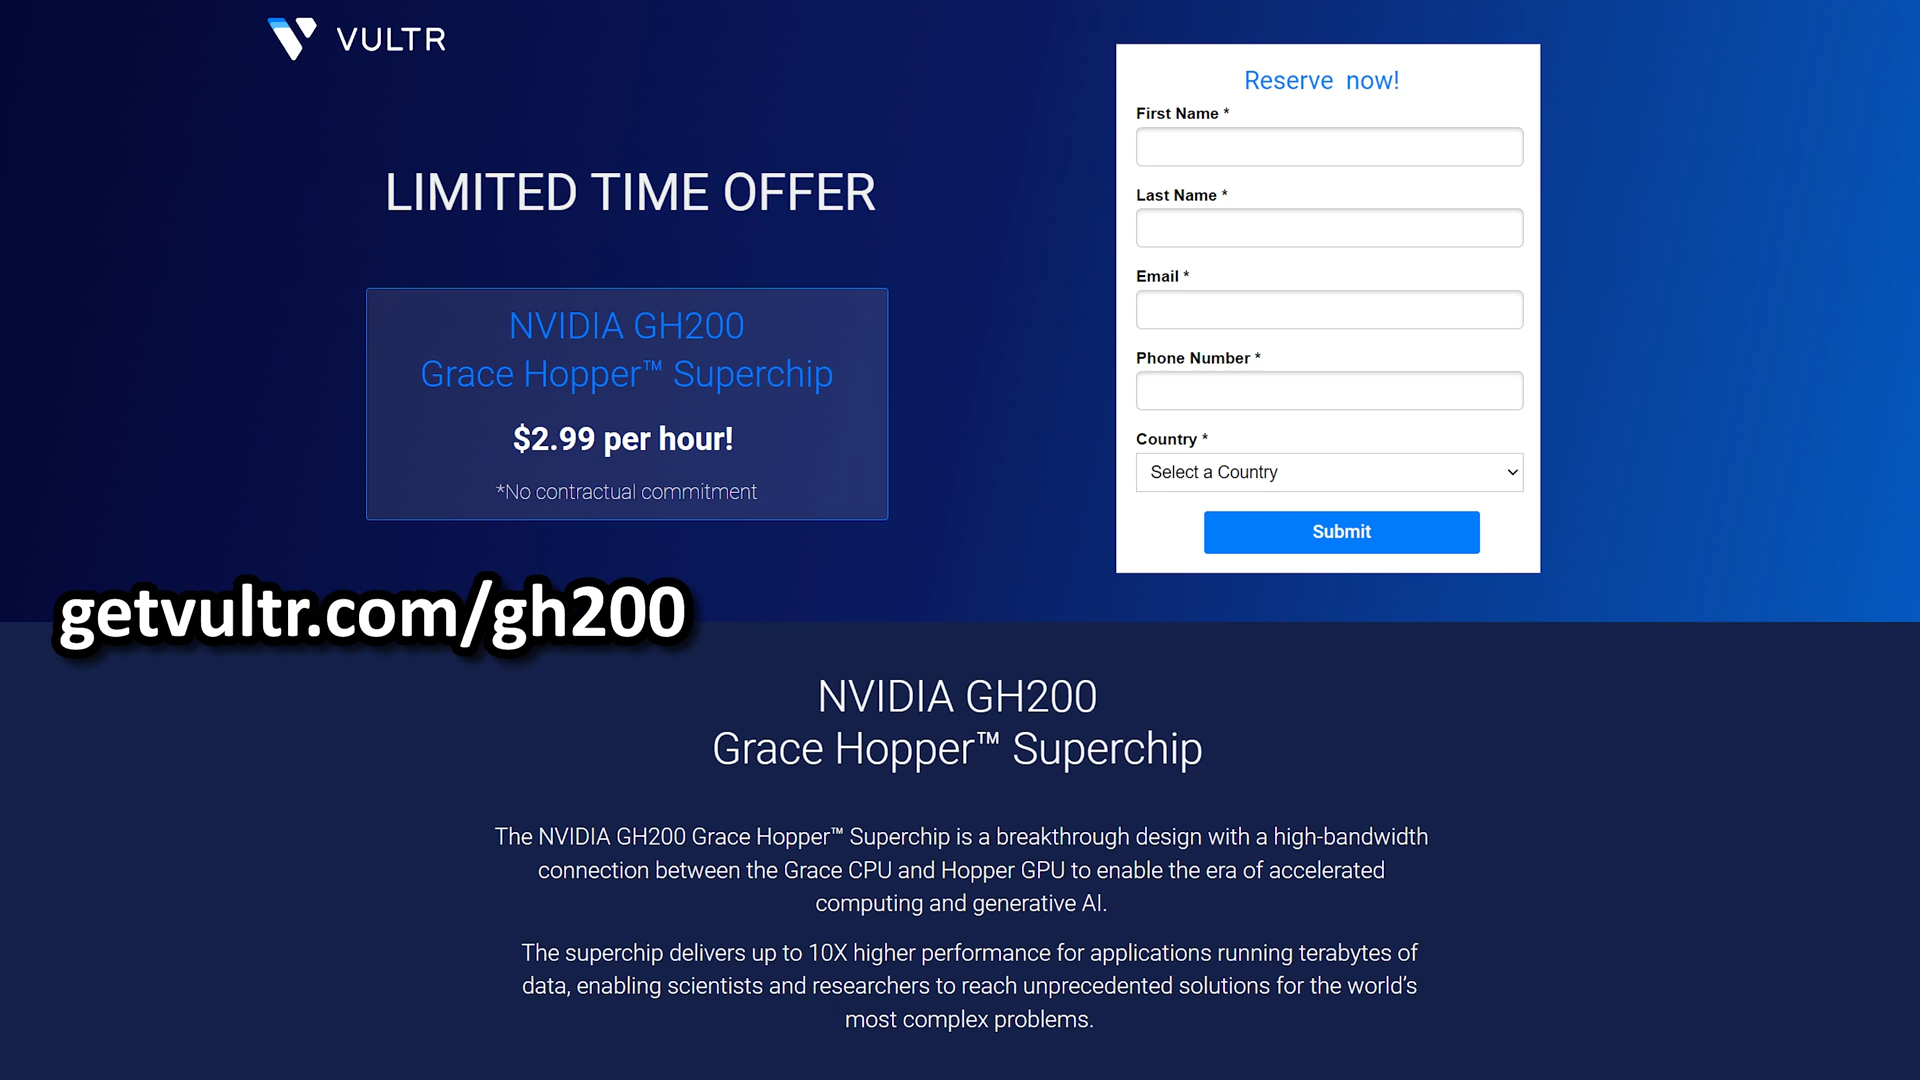 VULTR
LIMITED TIME OFFER
NVIDIA GH200
Grace Hopper™ Superchip
$2.99 per hour!
*No contractual commitment
Reserve now!
First Name *
Last Name *
Email *
Phone Number *
Country *
Select a Country
Submit
getvultr.com/gh200
NVIDIA GH200
Grace Hopper™ Superchip
The NVIDIA GH200 Grace Hopper™ Superchip is a breakthrough design with a high-bandwidth
connection between the Grace CPU and Hopper GPU to enable the era of accelerated
computing and generative AI.
The superchip delivers up to 10X higher performance for applications running terabytes of
data, enabling scientists and researchers to reach unprecedented solutions for the world’s
most complex problems.